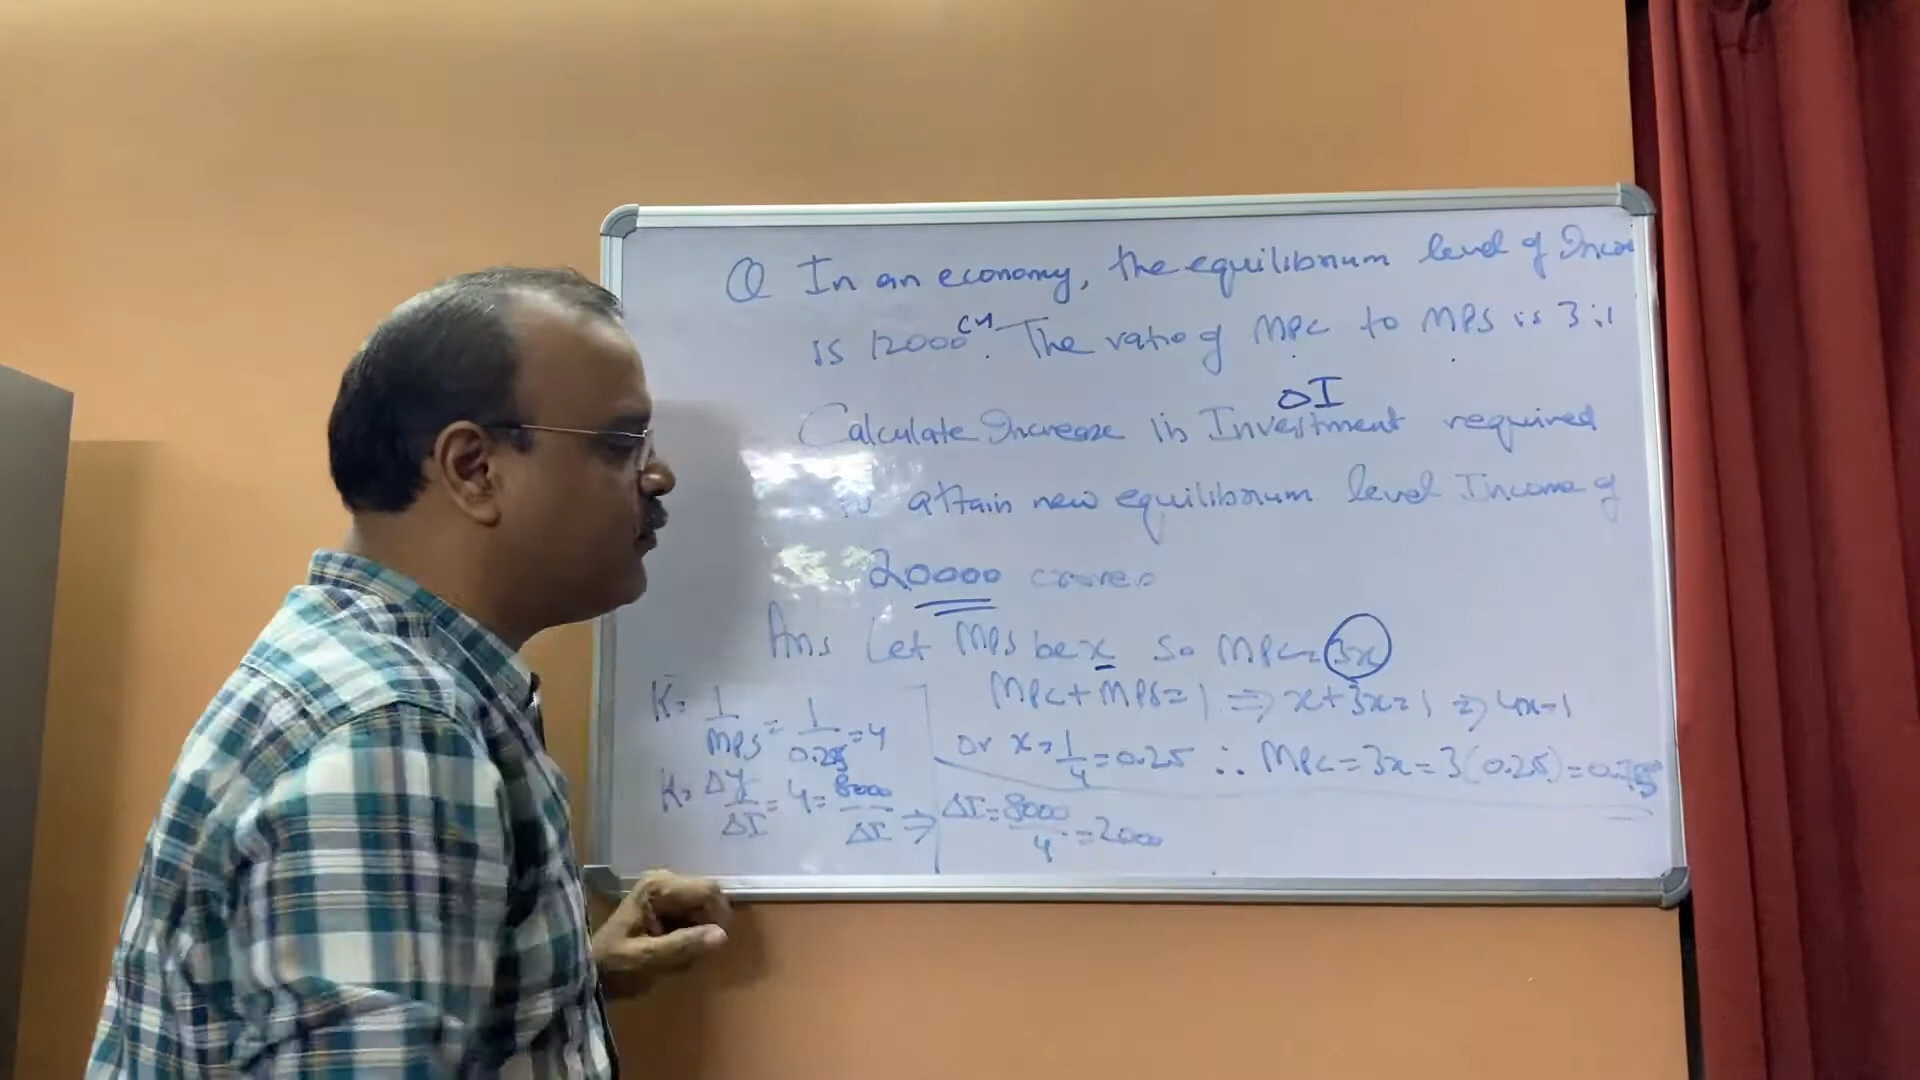 Q In an economy, the equilibrium level of Incom
is 12000 cr. The ratio of MPC to MPS is 3:1
ΔI
Calculate Increase in Investment required
to attain new equilibrium level Income of
20000 crores
Ans Let MPS be x so MPC = 3x
MPC + MPS = 1 ⇒ x + 3x = 1 ⇒ 4x = 1
or x = 1/4 = 0.25 ∴ MPC = 3x = 3(0.25) = 0.75
K = 1/MPS = 1/0.25 = 4
K = ΔY/ΔI = 4 = 8000/ΔI ⇒ ΔI = 8000/4 = 2000